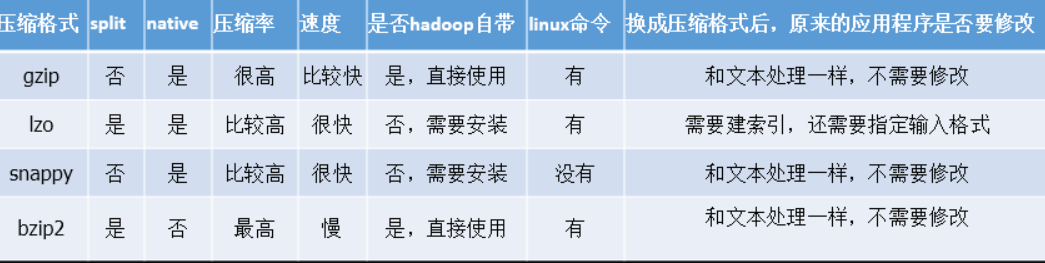 压缩格式 split native 压缩率 速度 是否hadoop自带 linux命令 换成压缩格式后，原来的应用程序是否要修改
gzip 否 是 很高 比较快 是，直接使用 有 和文本处理一样，不需要修改
lzo 是 是 比较高 很快 否，需要安装 有 需要建索引，还需要指定输入格式
snappy 否 是 比较高 很快 否，需要安装 没有 和文本处理一样，不需要修改
bzip2 是 否 最高 慢 是，直接使用 有 和文本处理一样，不需要修改